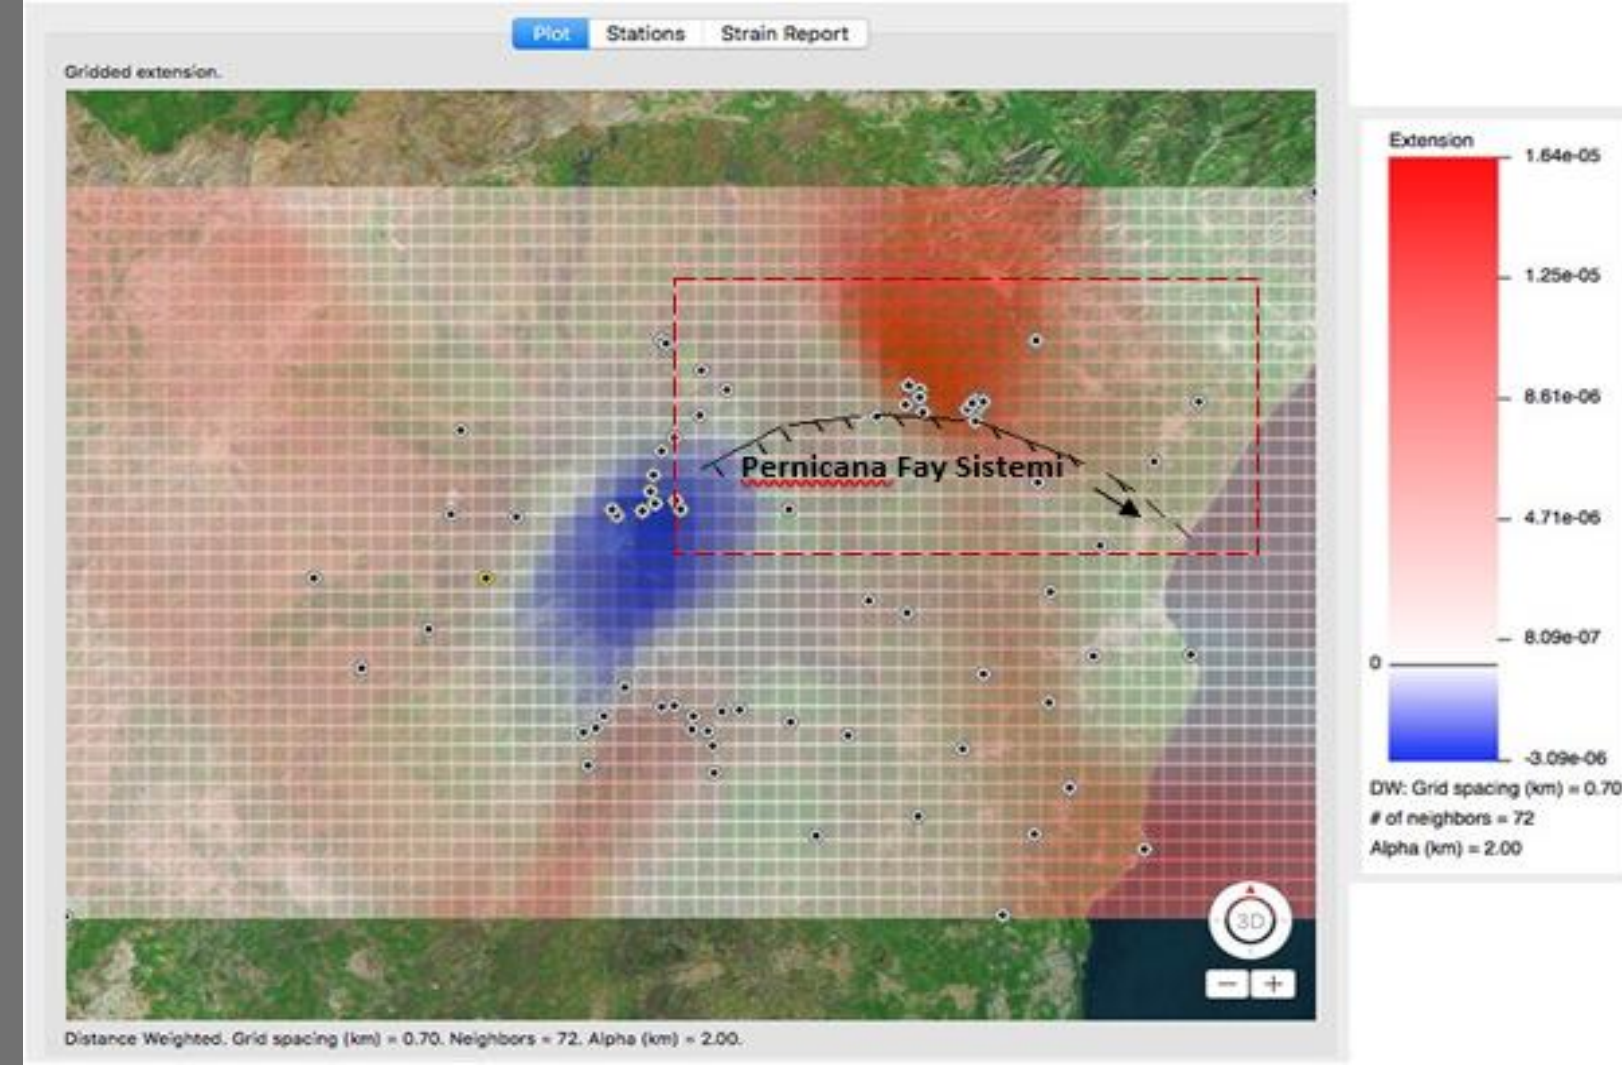 Plot Stations Strain Report
Gridded extension.
Pernicana Fay Sistemi
3D
− +
Distance Weighted. Grid spacing (km) = 0.70. Neighbors = 72. Alpha (km) = 2.00.
Extension
1.64e-05
1.25e-05
8.61e-06
4.71e-06
8.09e-07
0
-3.09e-06
DW: Grid spacing (km) = 0.70
# of neighbors = 72
Alpha (km) = 2.00